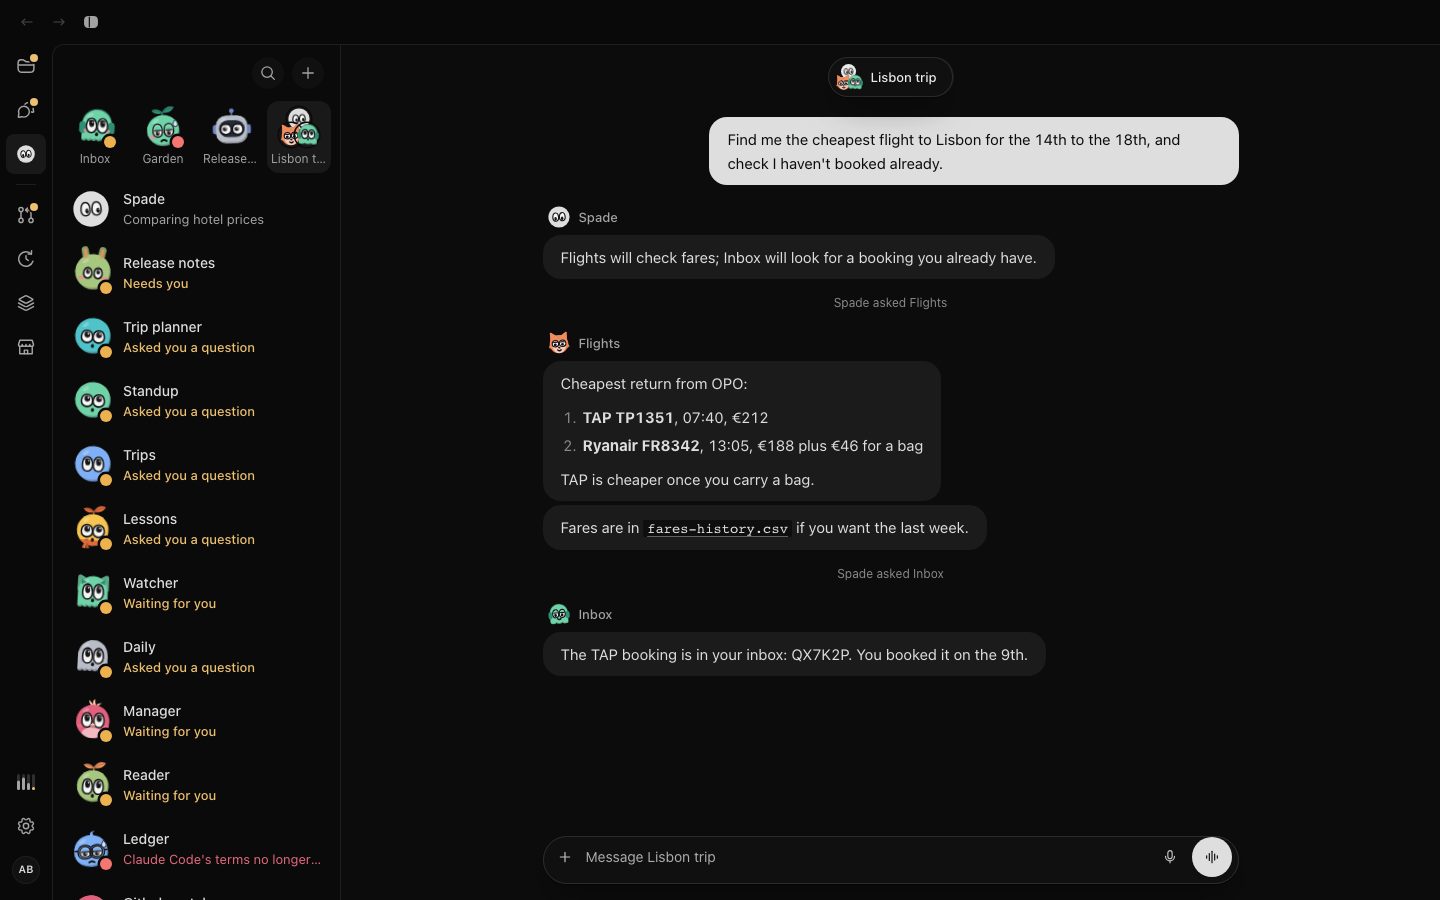 Lisbon trip
Inbox
Garden
Release...
Lisbon t...
Spade
Comparing hotel prices
Release notes
Needs you
Trip planner
Asked you a question
Standup
Asked you a question
Trips
Asked you a question
Lessons
Asked you a question
Watcher
Waiting for you
Daily
Asked you a question
Manager
Waiting for you
Reader
Waiting for you
Ledger
Claude Code's terms no longer...
AB
Find me the cheapest flight to Lisbon for the 14th to the 18th, and
check I haven't booked already.
Spade
Flights will check fares; Inbox will look for a booking you already have.
Spade asked Flights
Flights
Cheapest return from OPO:
1. TAP TP1351, 07:40, €212
2. Ryanair FR8342, 13:05, €188 plus €46 for a bag
TAP is cheaper once you carry a bag.
Fares are in fares-history.csv if you want the last week.
Spade asked Inbox
Inbox
The TAP booking is in your inbox: QX7K2P. You booked it on the 9th.
Message Lisbon trip